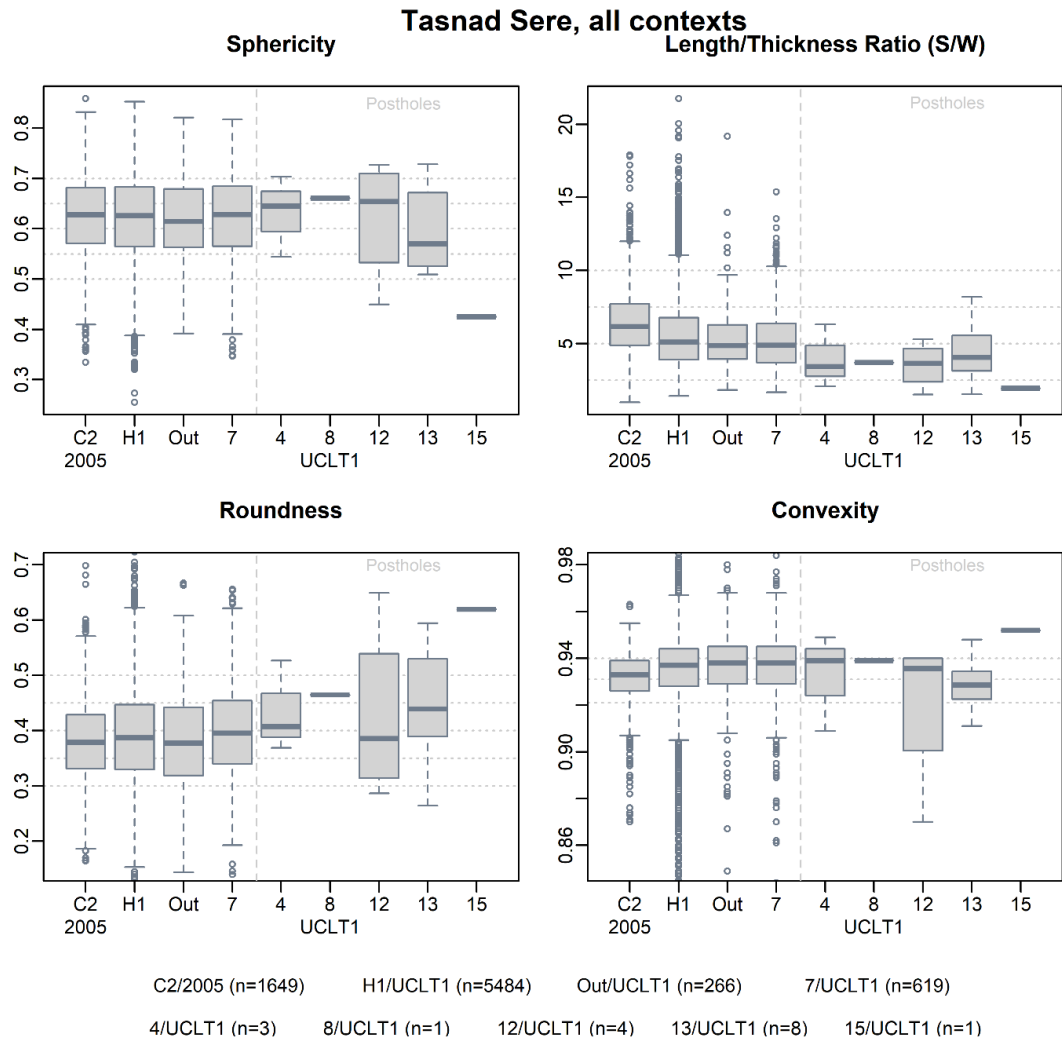 Tasnad Sere, all contexts
Sphericity
Postholes
0.8
0.7
0.6
0.5
0.4
0.3
C2 H1 Out 7 4 8 12 13 15
2005 UCLT1
Length/Thickness Ratio (S/W)
Postholes
20
15
10
5
C2 H1 Out 7 4 8 12 13 15
2005 UCLT1
Roundness
Postholes
0.7
0.6
0.5
0.4
0.3
0.2
C2 H1 Out 7 4 8 12 13 15
2005 UCLT1
Convexity
Postholes
0.98
0.94
0.90
0.86
C2 H1 Out 7 4 8 12 13 15
2005 UCLT1
C2/2005 (n=1649) H1/UCLT1 (n=5484) Out/UCLT1 (n=266) 7/UCLT1 (n=619)
4/UCLT1 (n=3) 8/UCLT1 (n=1) 12/UCLT1 (n=4) 13/UCLT1 (n=8) 15/UCLT1 (n=1)